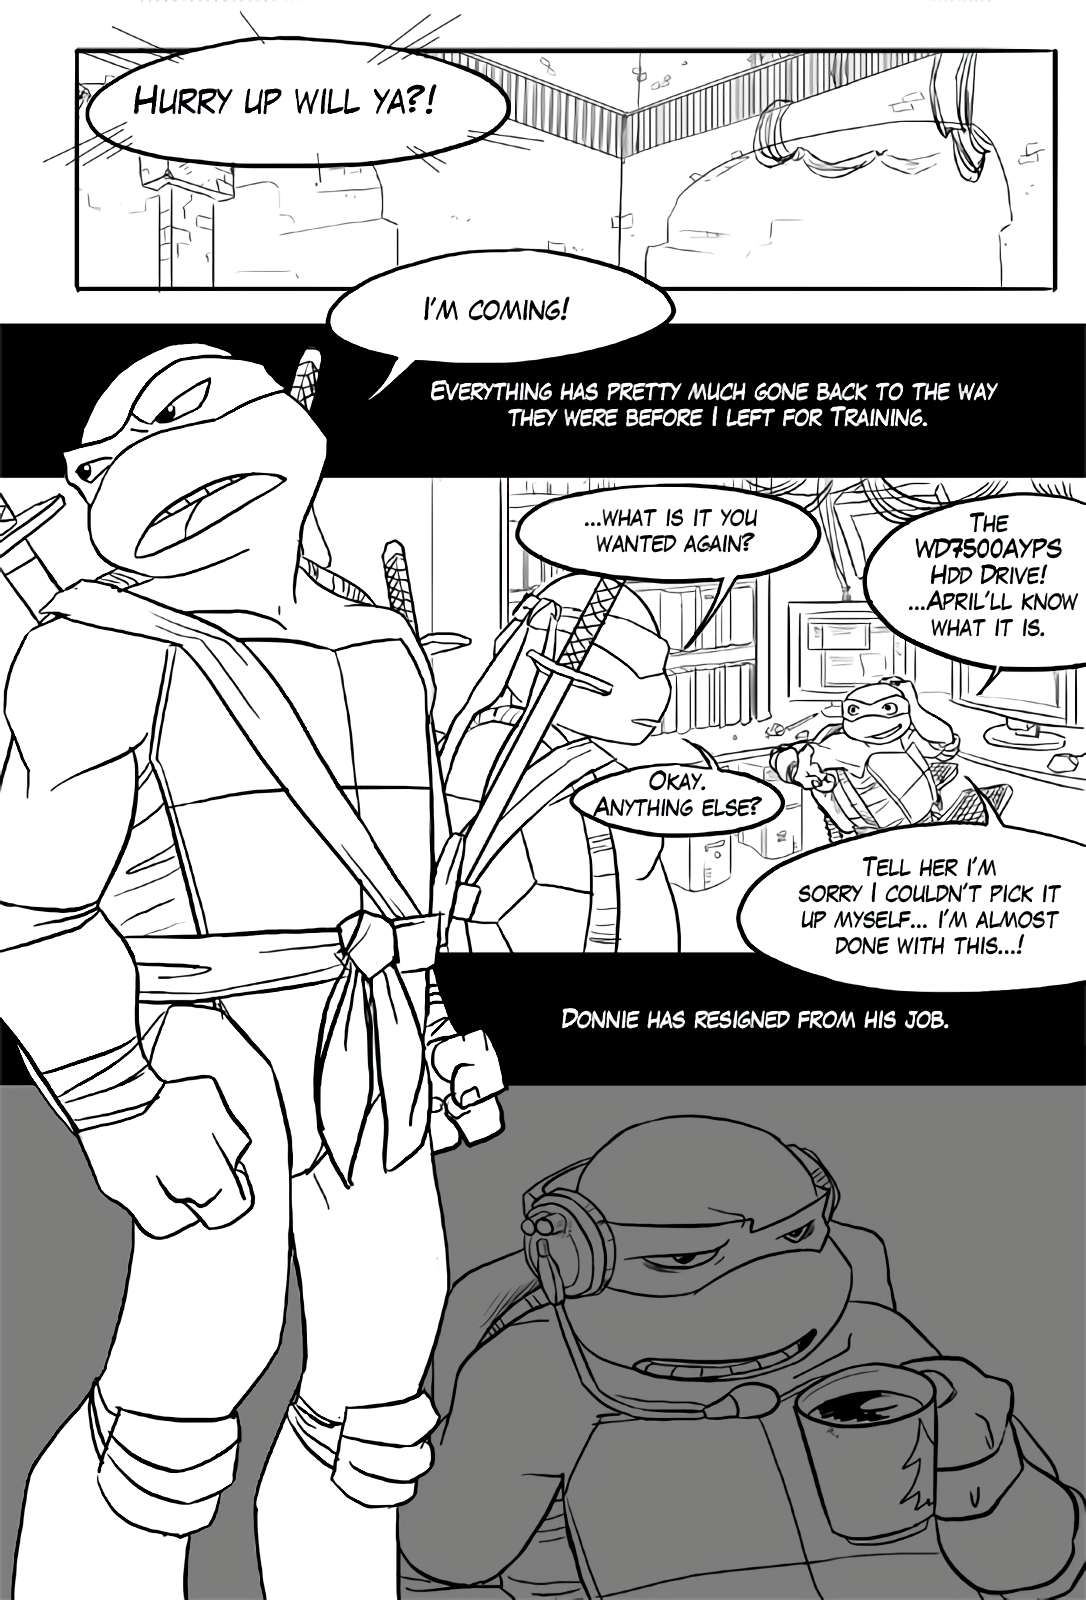 Hurry up will ya?!
I'm coming!
Everything has pretty much gone back to the way
they were before I left for Training.
...what is it you
wanted again?
The
WD7500AYPS
Hdd Drive!
...April'll know
what it is.
Okay.
Anything else?
Tell her I'm
sorry I couldn't pick it
up myself... I'm almost
done with this...!
Donnie has resigned from his job.